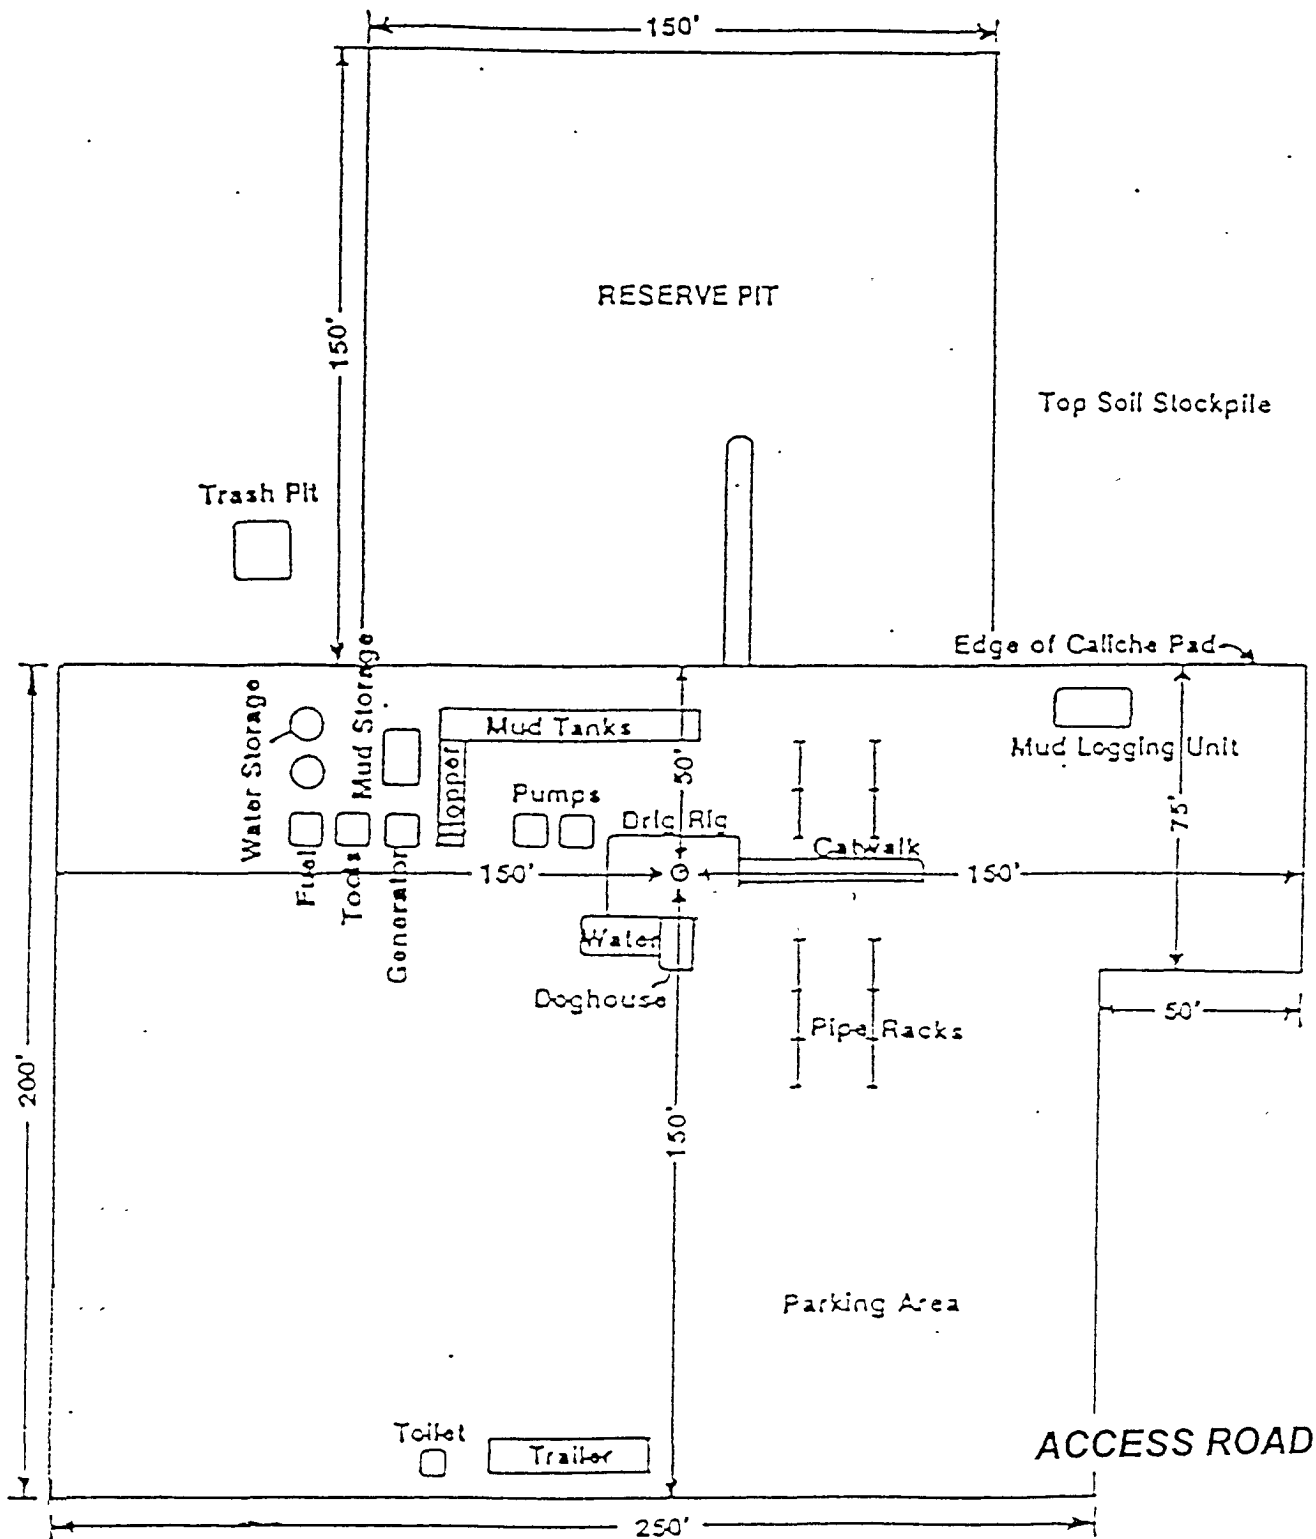 150'
150'
RESERVE PIT
Top Soil Stockpile
Trash Pit
Edge of Caliche Pad
Water Storage
Mud Storage
Mud Tanks
Mud Logging Unit
50'
75'
Hopper
Pumps
Drlg Rig
Catwalk
Fuel
Tools
Generator
150'
150'
Water
Doghouse
Pipe Racks
50'
200'
150'
Parking Area
Toilet
Trailer
ACCESS ROAD
250'